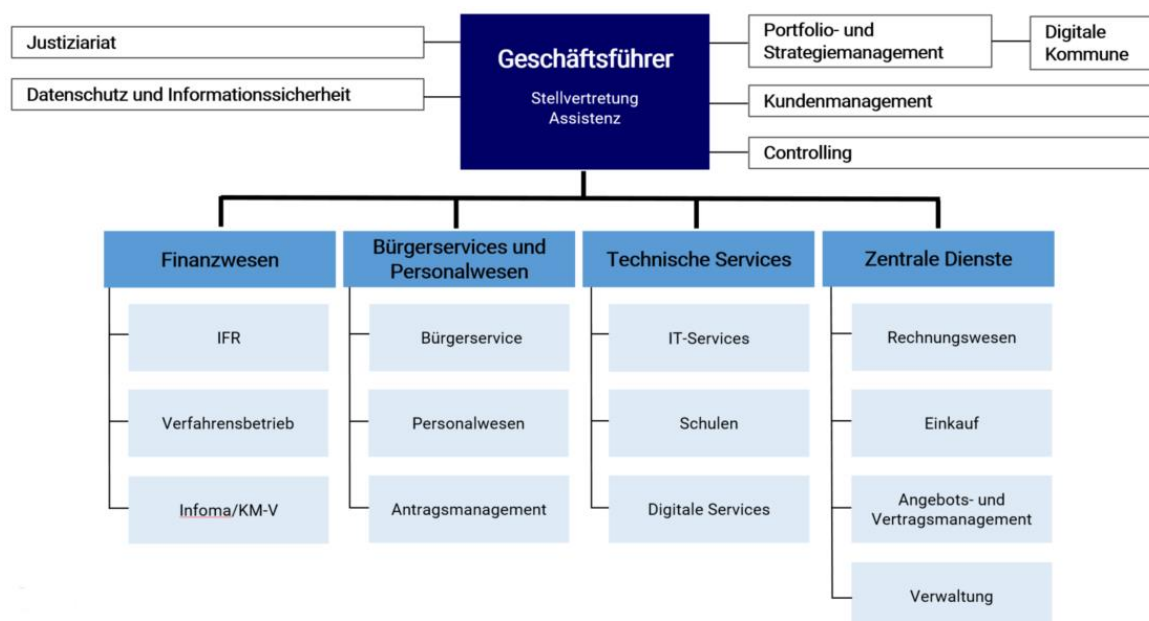 Justiziariat
Datenschutz und Informationssicherheit
Geschäftsführer
Stellvertretung
Assistenz
Portfolio- und
Strategiemanagement
Digitale
Kommune
Kundenmanagement
Controlling
Finanzwesen
IFR
Verfahrensbetrieb
Infoma/KM-V
Bürgerservices und
Personalwesen
Bürgerservice
Personalwesen
Antragsmanagement
Technische Services
IT-Services
Schulen
Digitale Services
Zentrale Dienste
Rechnungswesen
Einkauf
Angebots- und
Vertragsmanagement
Verwaltung